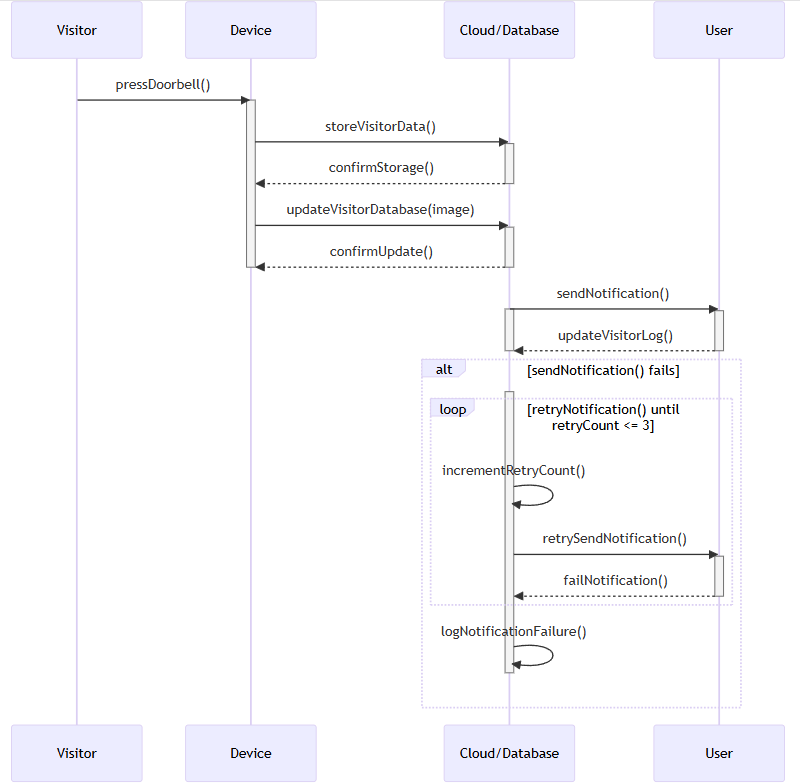 Visitor
Device
Cloud/Database
User
pressDoorbell()
storeVisitorData()
confirmStorage()
updateVisitorDatabase(image)
confirmUpdate()
sendNotification()
updateVisitorLog()
alt
[sendNotification() fails]
loop
[retryNotification() until
retryCount <= 3]
incrementRetryCount()
retrySendNotification()
failNotification()
logNotificationFailure()
Visitor
Device
Cloud/Database
User